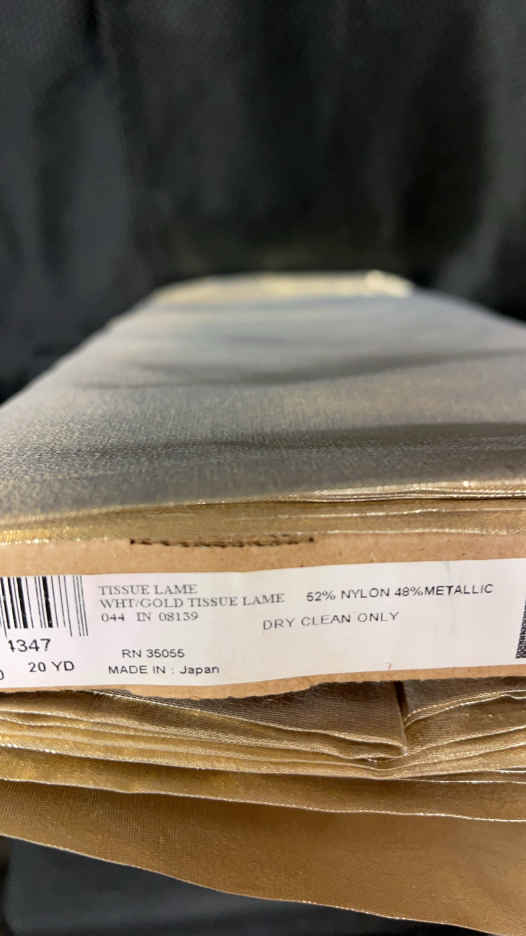 TISSUE LAME
WHT/GOLD TISSUE LAME
044 IN 08139
52% NYLON 48%METALLIC
DRY CLEAN ONLY
4347
20 YD
RN 35055
MADE IN : Japan